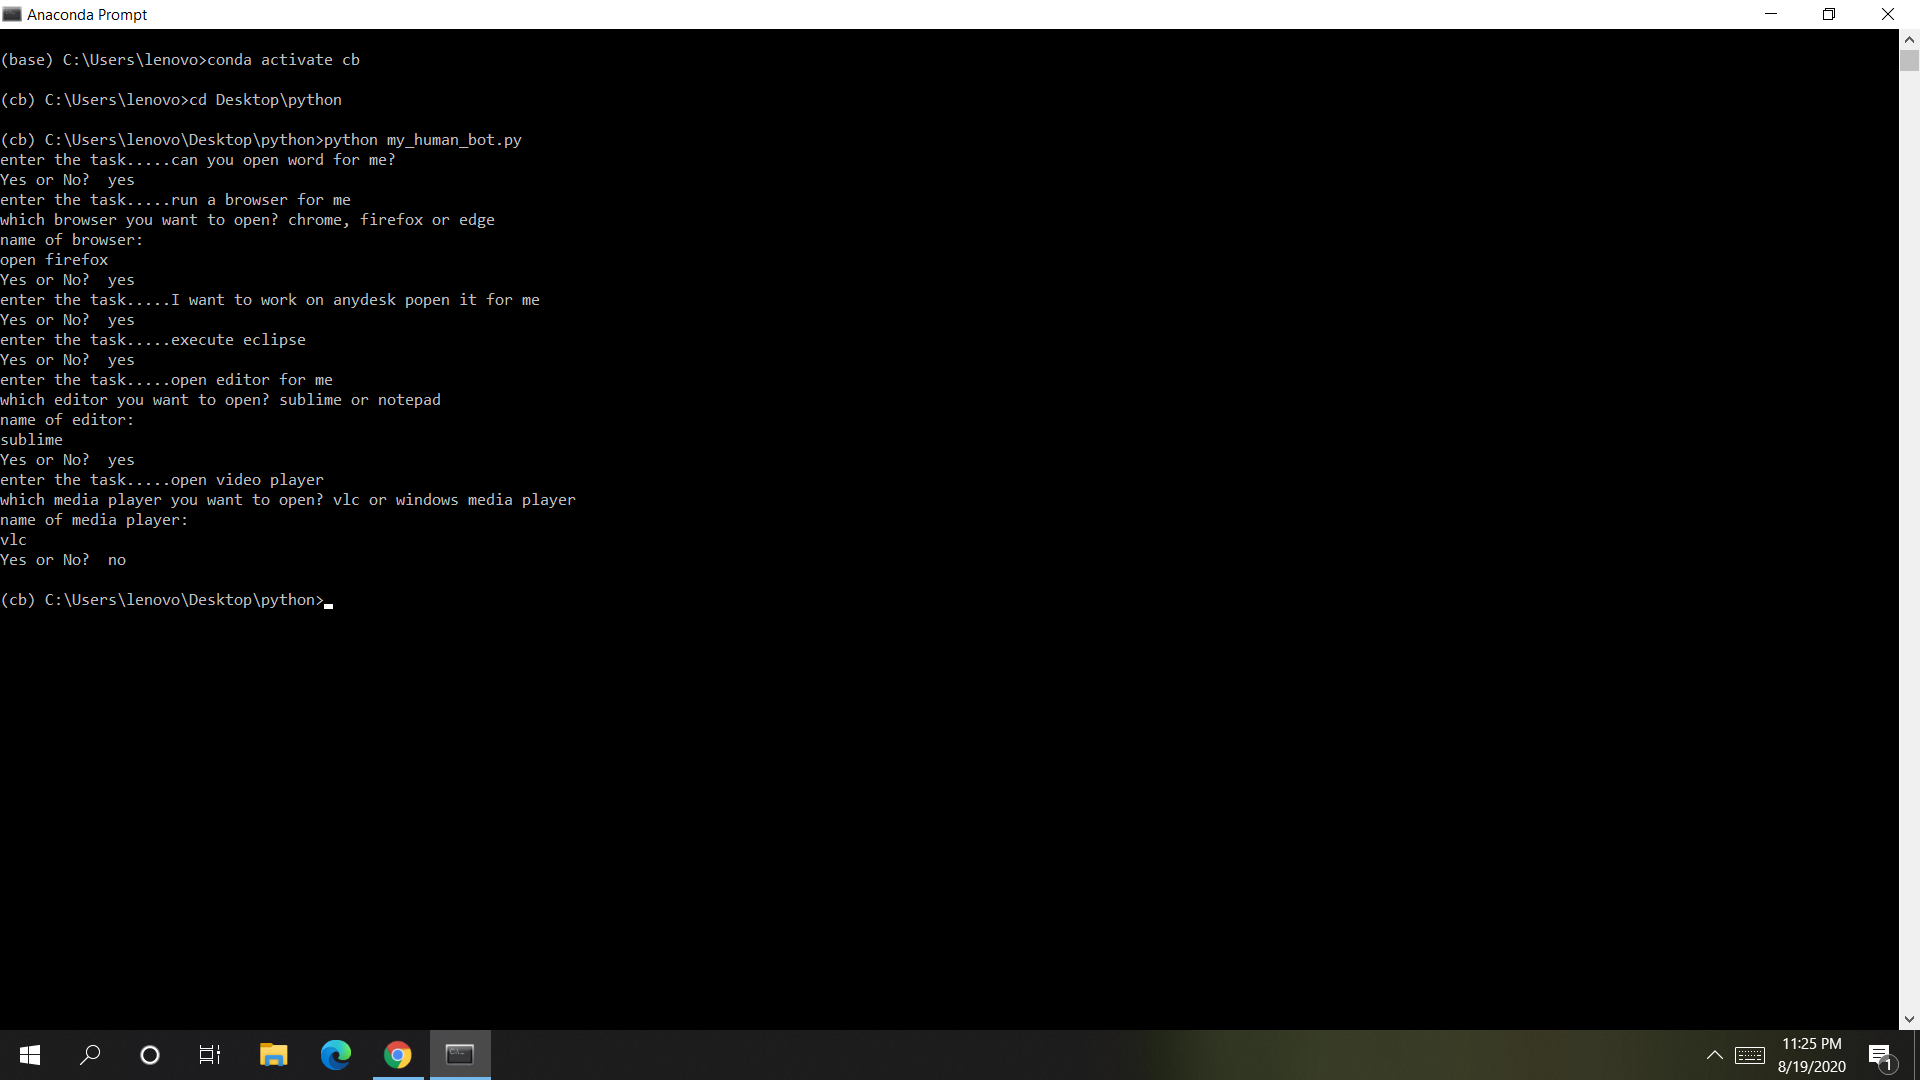 Anaconda Prompt
(base) C:\Users\lenovo>conda activate cb
(cb) C:\Users\lenovo>cd Desktop\python
(cb) C:\Users\lenovo\Desktop\python>python my_human_bot.py
enter the task.....can you open word for me?
Yes or No?  yes
enter the task.....run a browser for me
which browser you want to open? chrome, firefox or edge
name of browser:
open firefox
Yes or No?  yes
enter the task.....I want to work on anydesk popen it for me
Yes or No?  yes
enter the task.....execute eclipse
Yes or No?  yes
enter the task.....open editor for me
which editor you want to open? sublime or notepad
name of editor:
sublime
Yes or No?  yes
enter the task.....open video player
which media player you want to open? vlc or windows media player
name of media player:
vlc
Yes or No?  no
(cb) C:\Users\lenovo\Desktop\python>
11:25 PM
8/19/2020
1